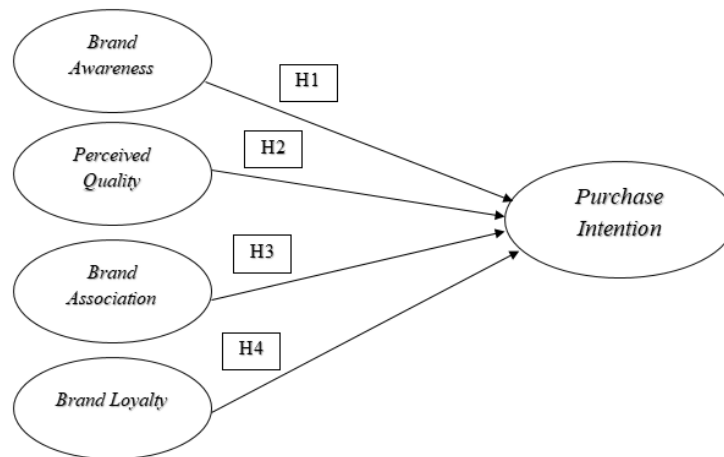 Brand
Awareness
H1
Perceived
Quality
H2
Purchase
Intention
Brand
Association
H3
Brand Loyalty
H4